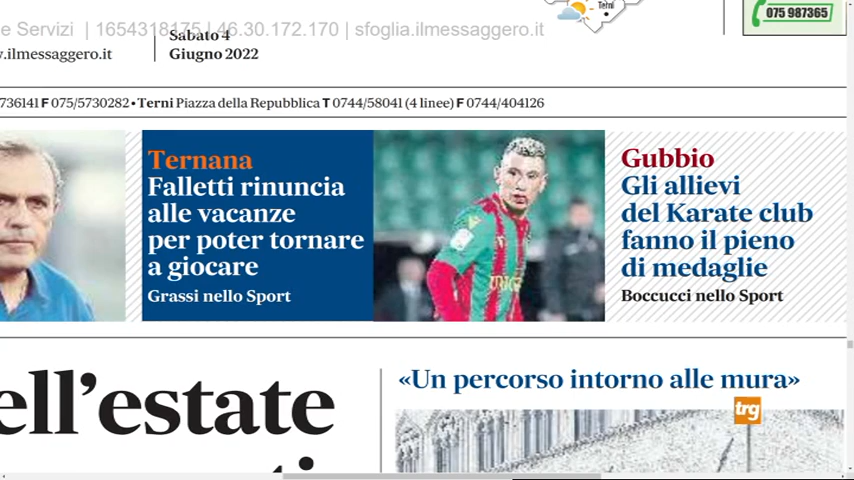 e Servizi | 1654318175 | 46.30.172.170 | sfoglia.ilmessaggero.it
Terni
075 987365
Sabato 4
Giugno 2022
.ilmessaggero.it
736141 F 075/5730282 • Terni Piazza della Repubblica T 0744/58041 (4 linee) F 0744/404126
Ternana
Falletti rinuncia
alle vacanze
per poter tornare
a giocare
Grassi nello Sport
Gubbio
Gli allievi
del Karate club
fanno il pieno
di medaglie
Boccucci nello Sport
ell’estate
«Un percorso intorno alle mura»
trg